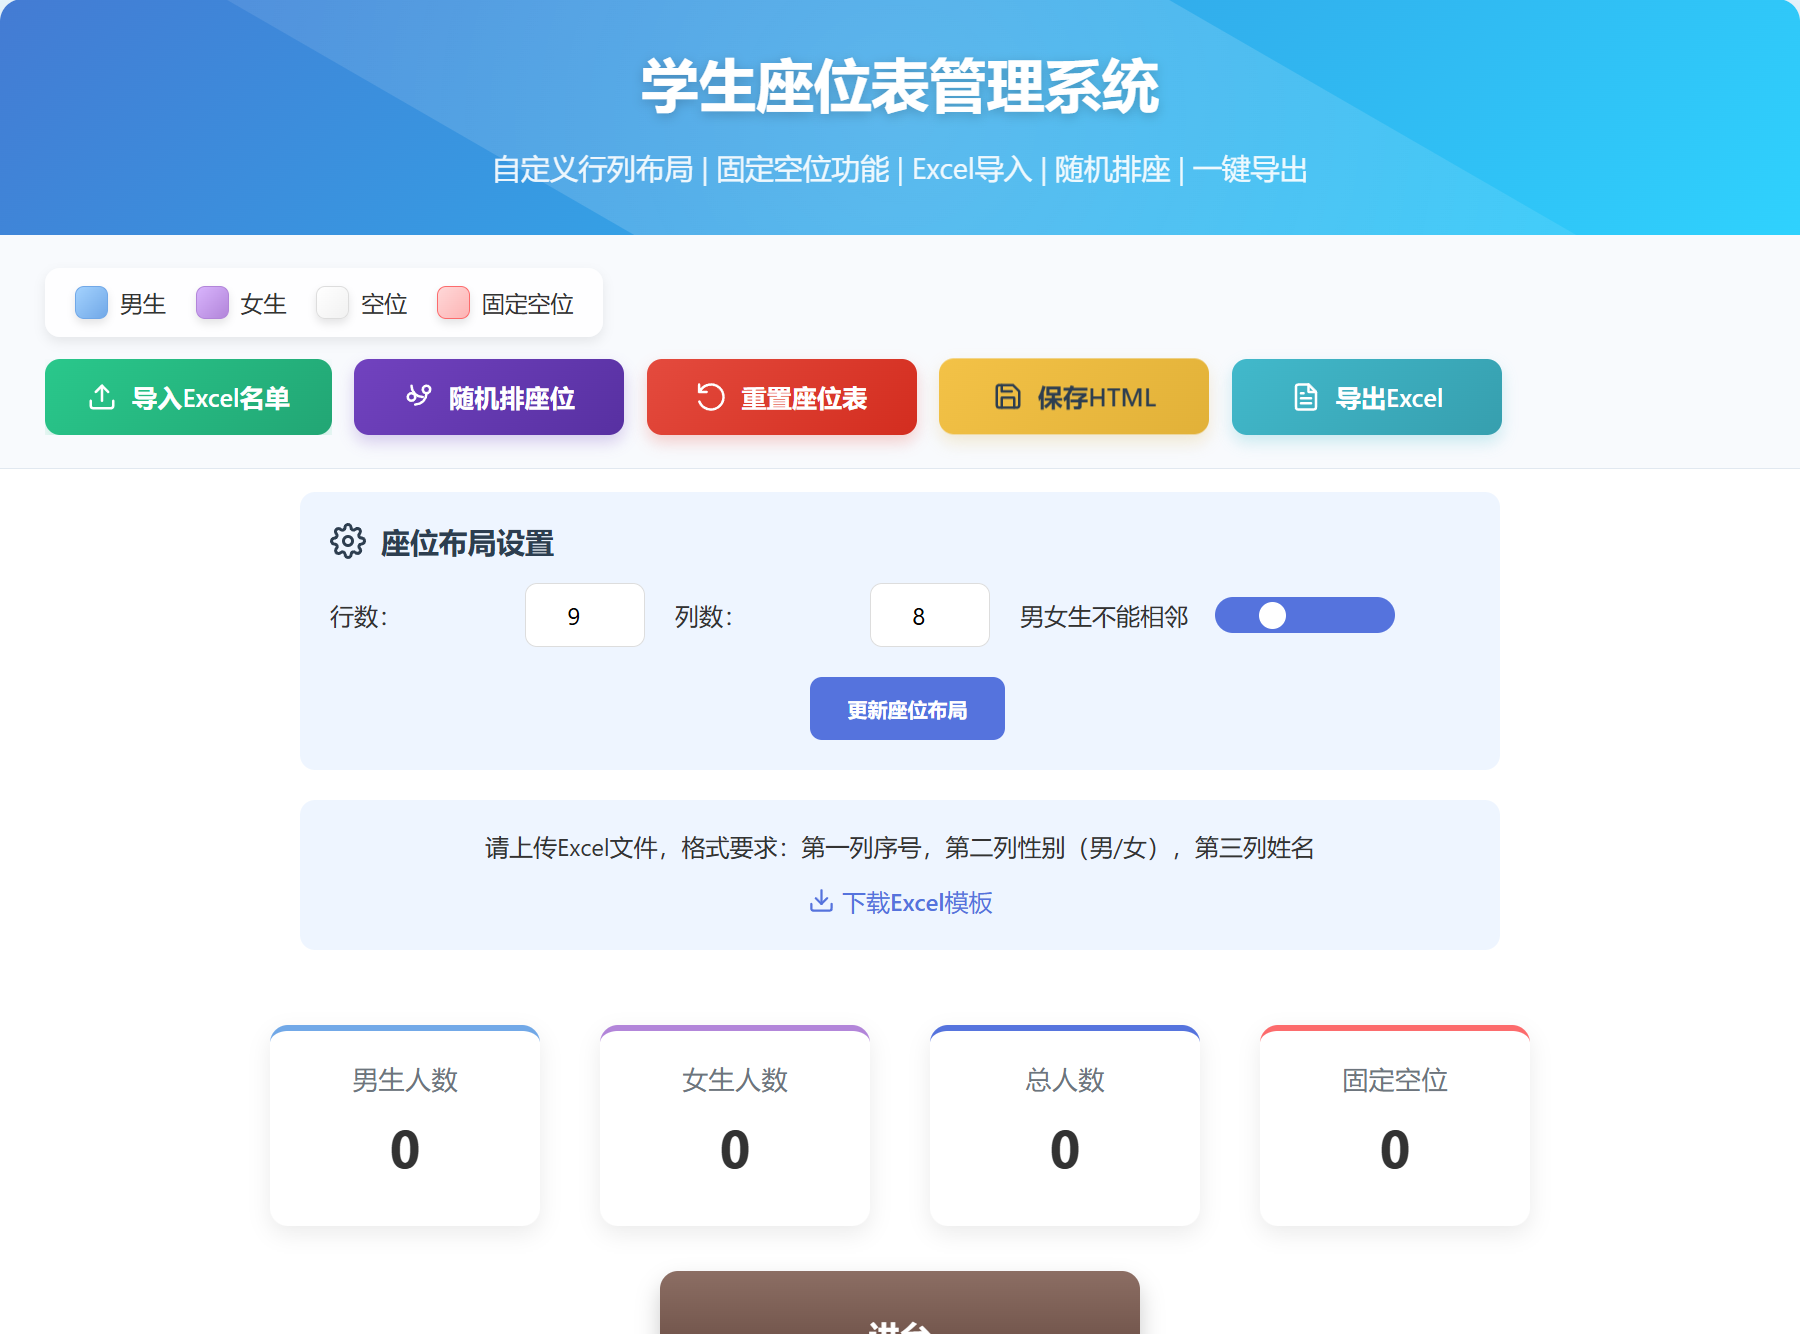 学生座位表管理系统
自定义行列布局 | 固定空位功能 | Excel导入 | 随机排座 | 一键导出
男生 女生 空位 固定空位
导入Excel名单 随机排座位 重置座位表 保存HTML 导出Excel
座位布局设置
行数： 9 列数： 8 男女生不能相邻
更新座位布局
请上传Excel文件，格式要求：第一列序号，第二列性别（男/女），第三列姓名
下载Excel模板
男生人数 女生人数 总人数 固定空位
0 0 0 0
讲台